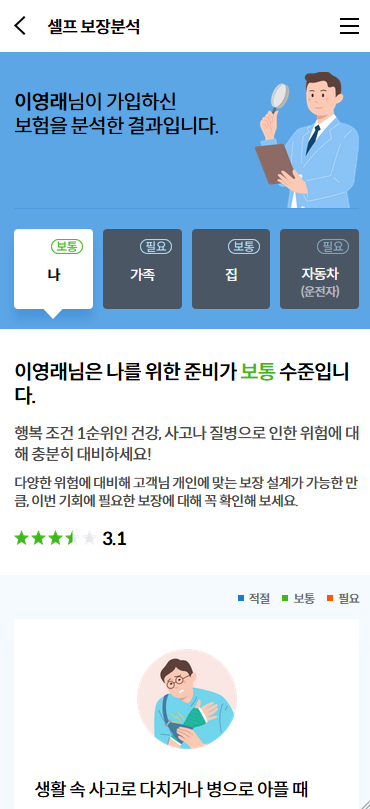 셀프 보장분석
이영래님이 가입하신
보험을 분석한 결과입니다.
보통
나
필요
가족
보통
집
필요
자동차
(운전자)
이영래님은 나를 위한 준비가 보통 수준입니
다.
행복 조건 1순위인 건강, 사고나 질병으로 인한 위험에 대
해 충분히 대비하세요!
다양한 위험에 대비해 고객님 개인에 맞는 보장 설계가 가능한 만
큼, 이번 기회에 필요한 보장에 대해 꼭 확인해 보세요.
3.1
적절 보통 필요
생활 속 사고로 다치거나 병으로 아플 때